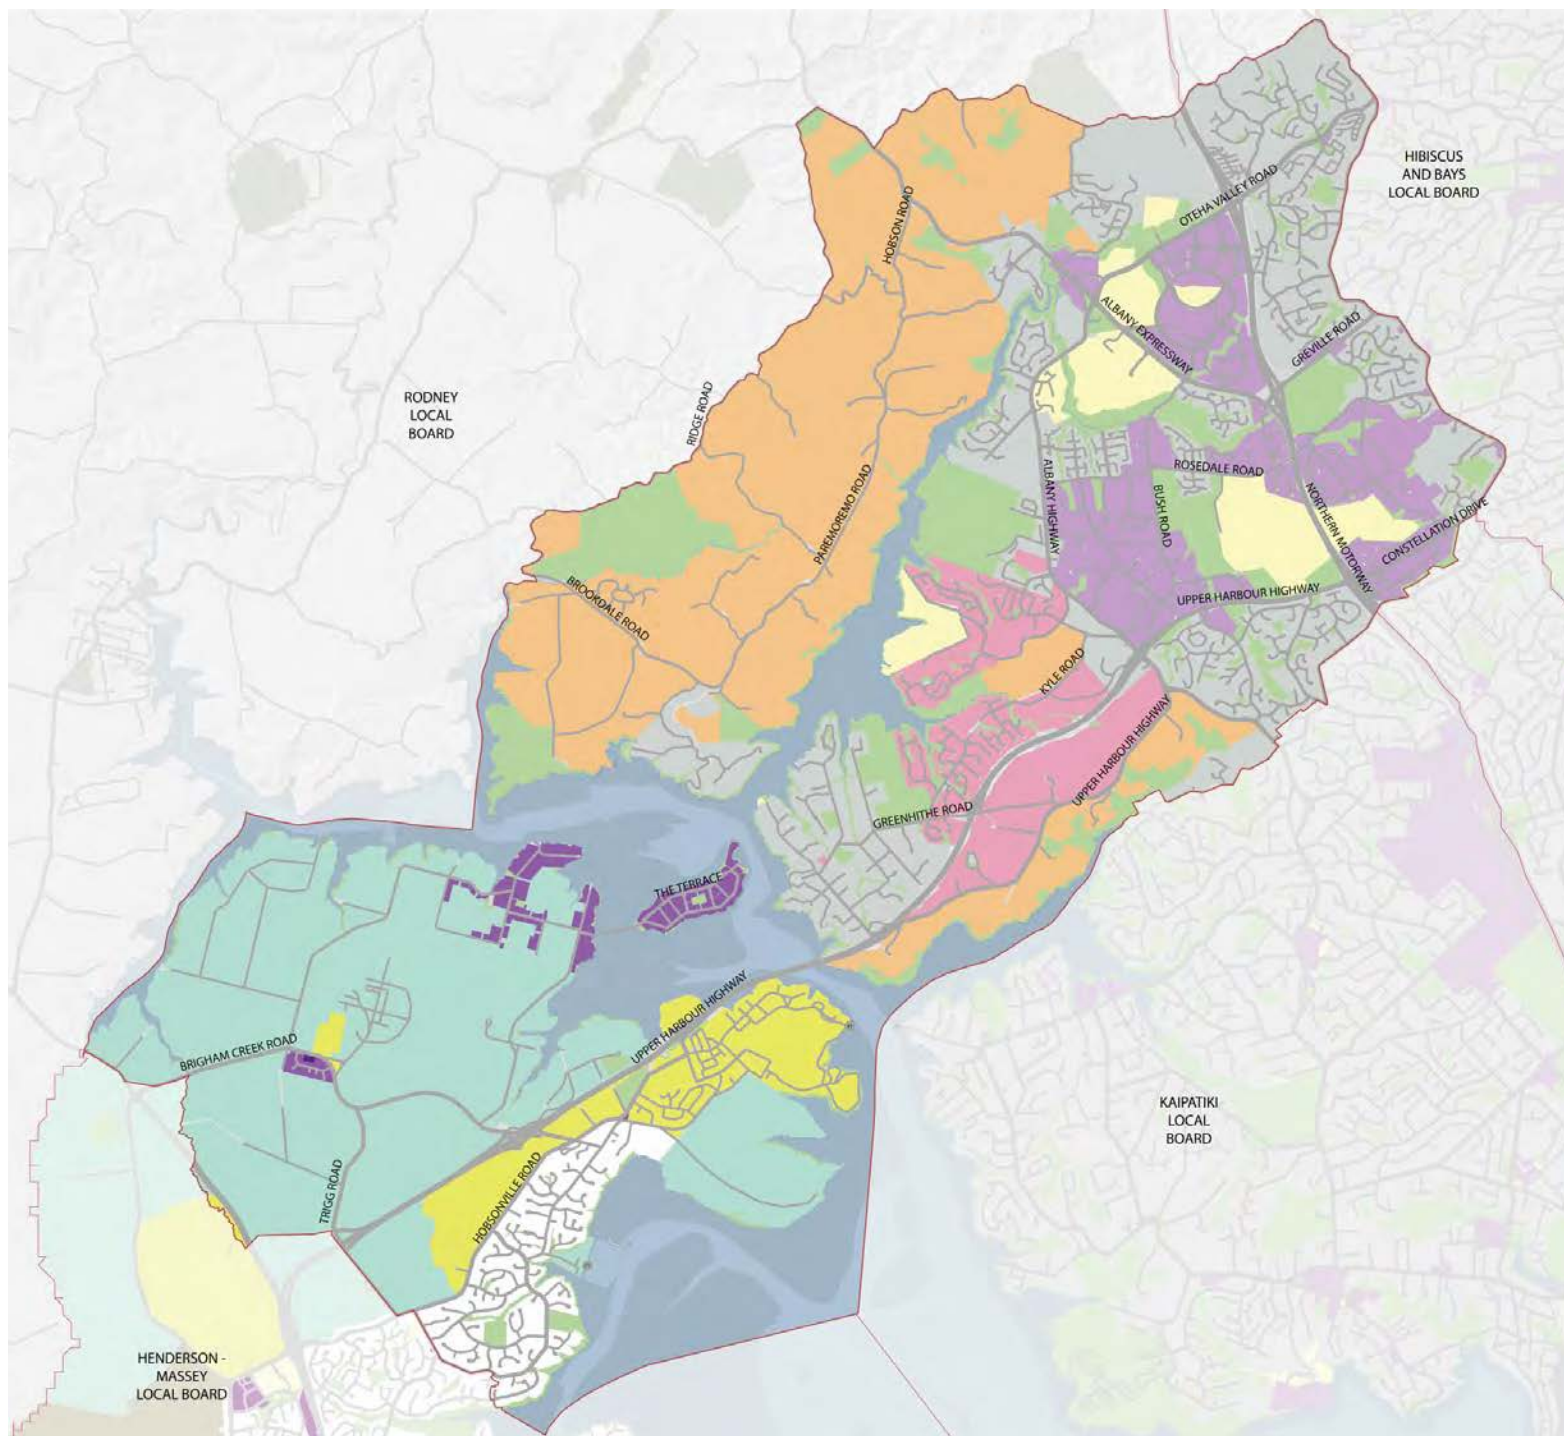 HIBISCUS
AND BAYS
LOCAL BOARD
OTEHA VALLEY ROAD
HOBSON ROAD
ALBANY EXPRESSWAY
GREVILLE ROAD
RODNEY
LOCAL
BOARD
RIDGE ROAD
ROSEDALE ROAD
ALBANY HIGHWAY
BUSH ROAD
NORTHERN MOTORWAY
CONSTELLATION DRIVE
PAREMOREMO ROAD
BROOKDALE ROAD
UPPER HARBOUR HIGHWAY
KYLE ROAD
UPPER HARBOUR HIGHWAY
GREENHITHE ROAD
THE TERRACE
UPPER HARBOUR HIGHWAY
BRIGHAM CREEK ROAD
KAIPATIKI
LOCAL
BOARD
TRIGG ROAD
HOBSONVILLE ROAD
HENDERSON -
MASSEY
LOCAL BOARD